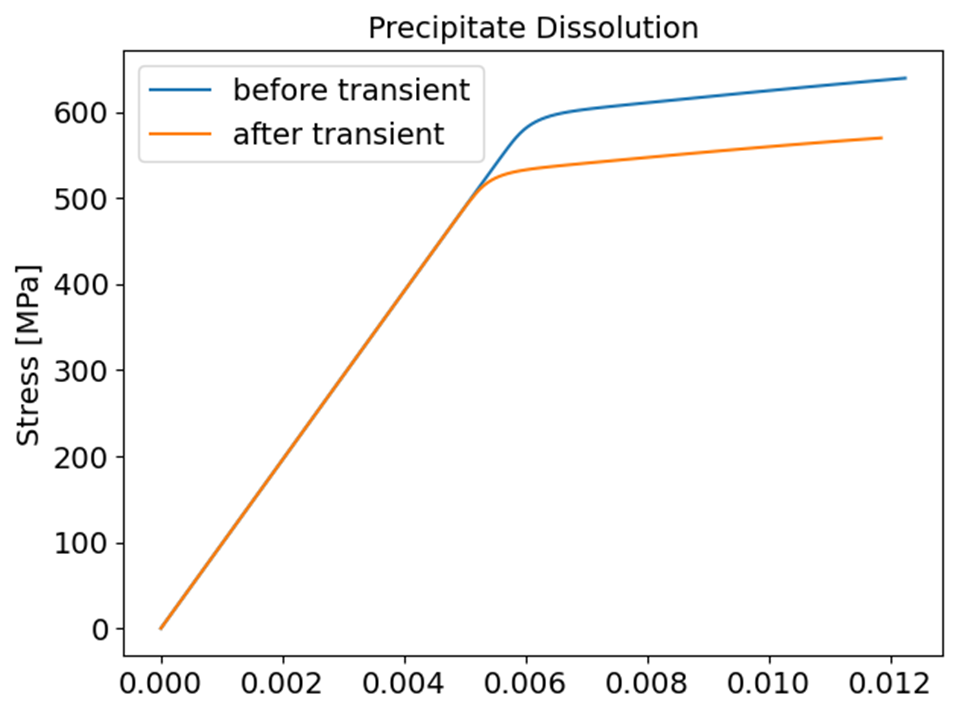 Precipitate Dissolution
before transient
after transient
600
500
400
300
200
100
0
Stress [MPa]
0.000 0.002 0.004 0.006 0.008 0.010 0.012